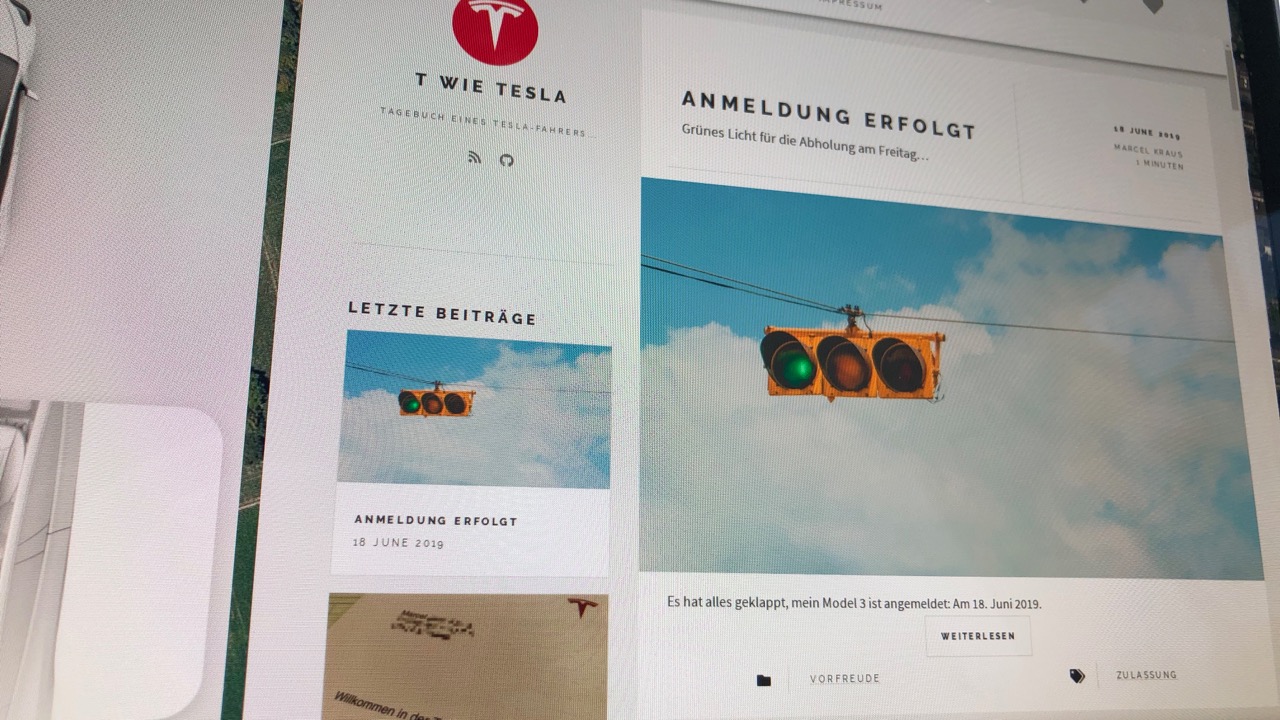 T WIE TESLA
TAGEBUCH EINES TESLA-FAHRERS...
LETZTE BEITRÄGE
ANMELDUNG ERFOLGT
18 JUNE 2019
Willkommen in der
ANMELDUNG ERFOLGT
Grünes Licht für die Abholung am Freitag...
18 JUNE 2019
MARCEL KRAUS
1 MINUTEN
Es hat alles geklappt, mein Model 3 ist angemeldet: Am 18. Juni 2019.
WEITERLESEN
VORFREUDE
ZULASSUNG